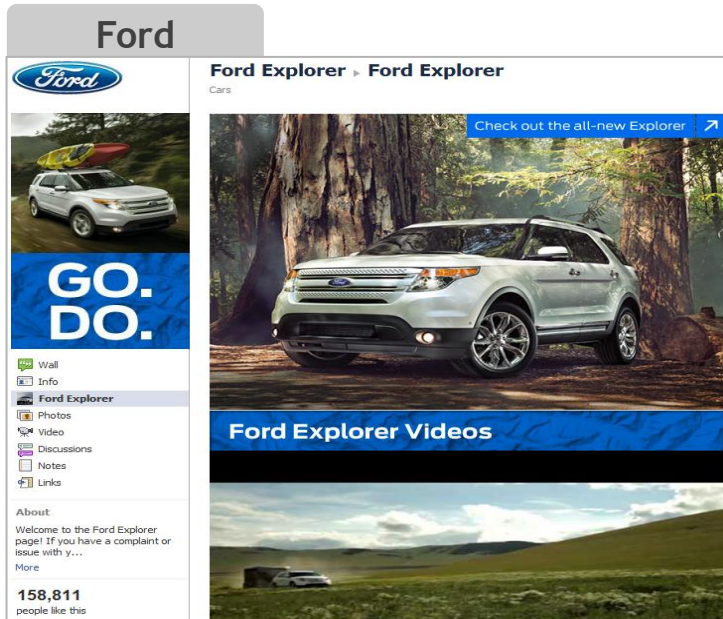 Ford
Ford
Ford Explorer ▸ Ford Explorer
Cars
Check out the all-new Explorer
GO.
DO.
Wall
Info
Ford Explorer
Photos
Video
Discussions
Notes
Links
About
Welcome to the Ford Explorer
page! If you have a complaint or
issue with y...
More
158,811
people like this
Ford
Ford Explorer Videos